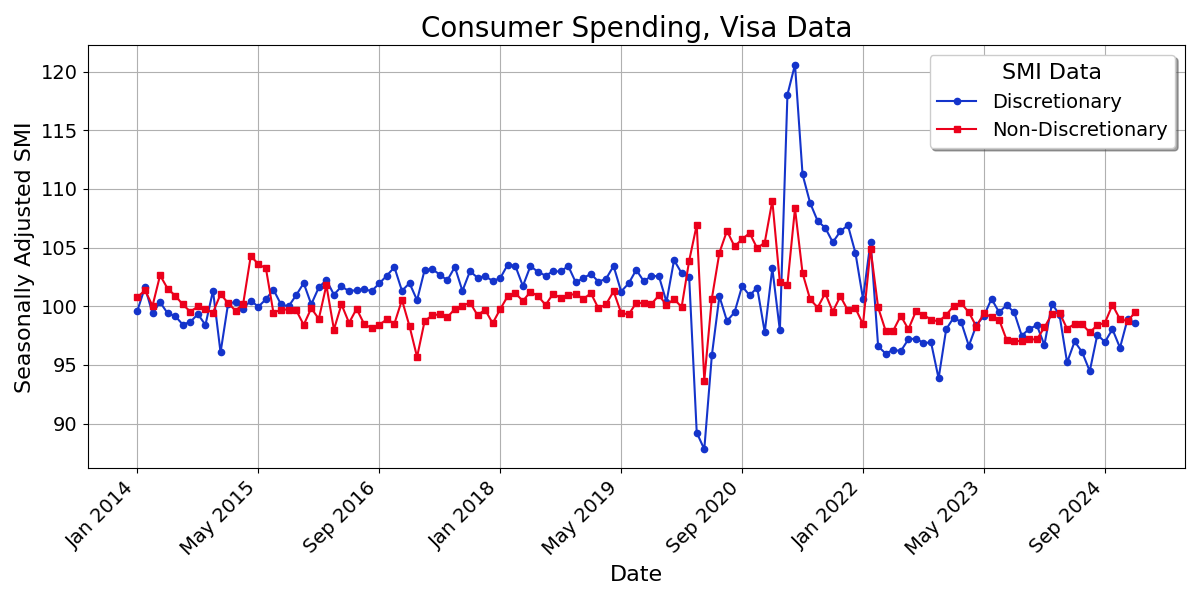 Consumer Spending, Visa Data
SMI Data
Discretionary
Non-Discretionary
Seasonally Adjusted SMI
120
115
110
105
100
95
90
Jan 2014
May 2015
Sep 2016
Jan 2018
May 2019
Sep 2020
Jan 2022
May 2023
Sep 2024
Date